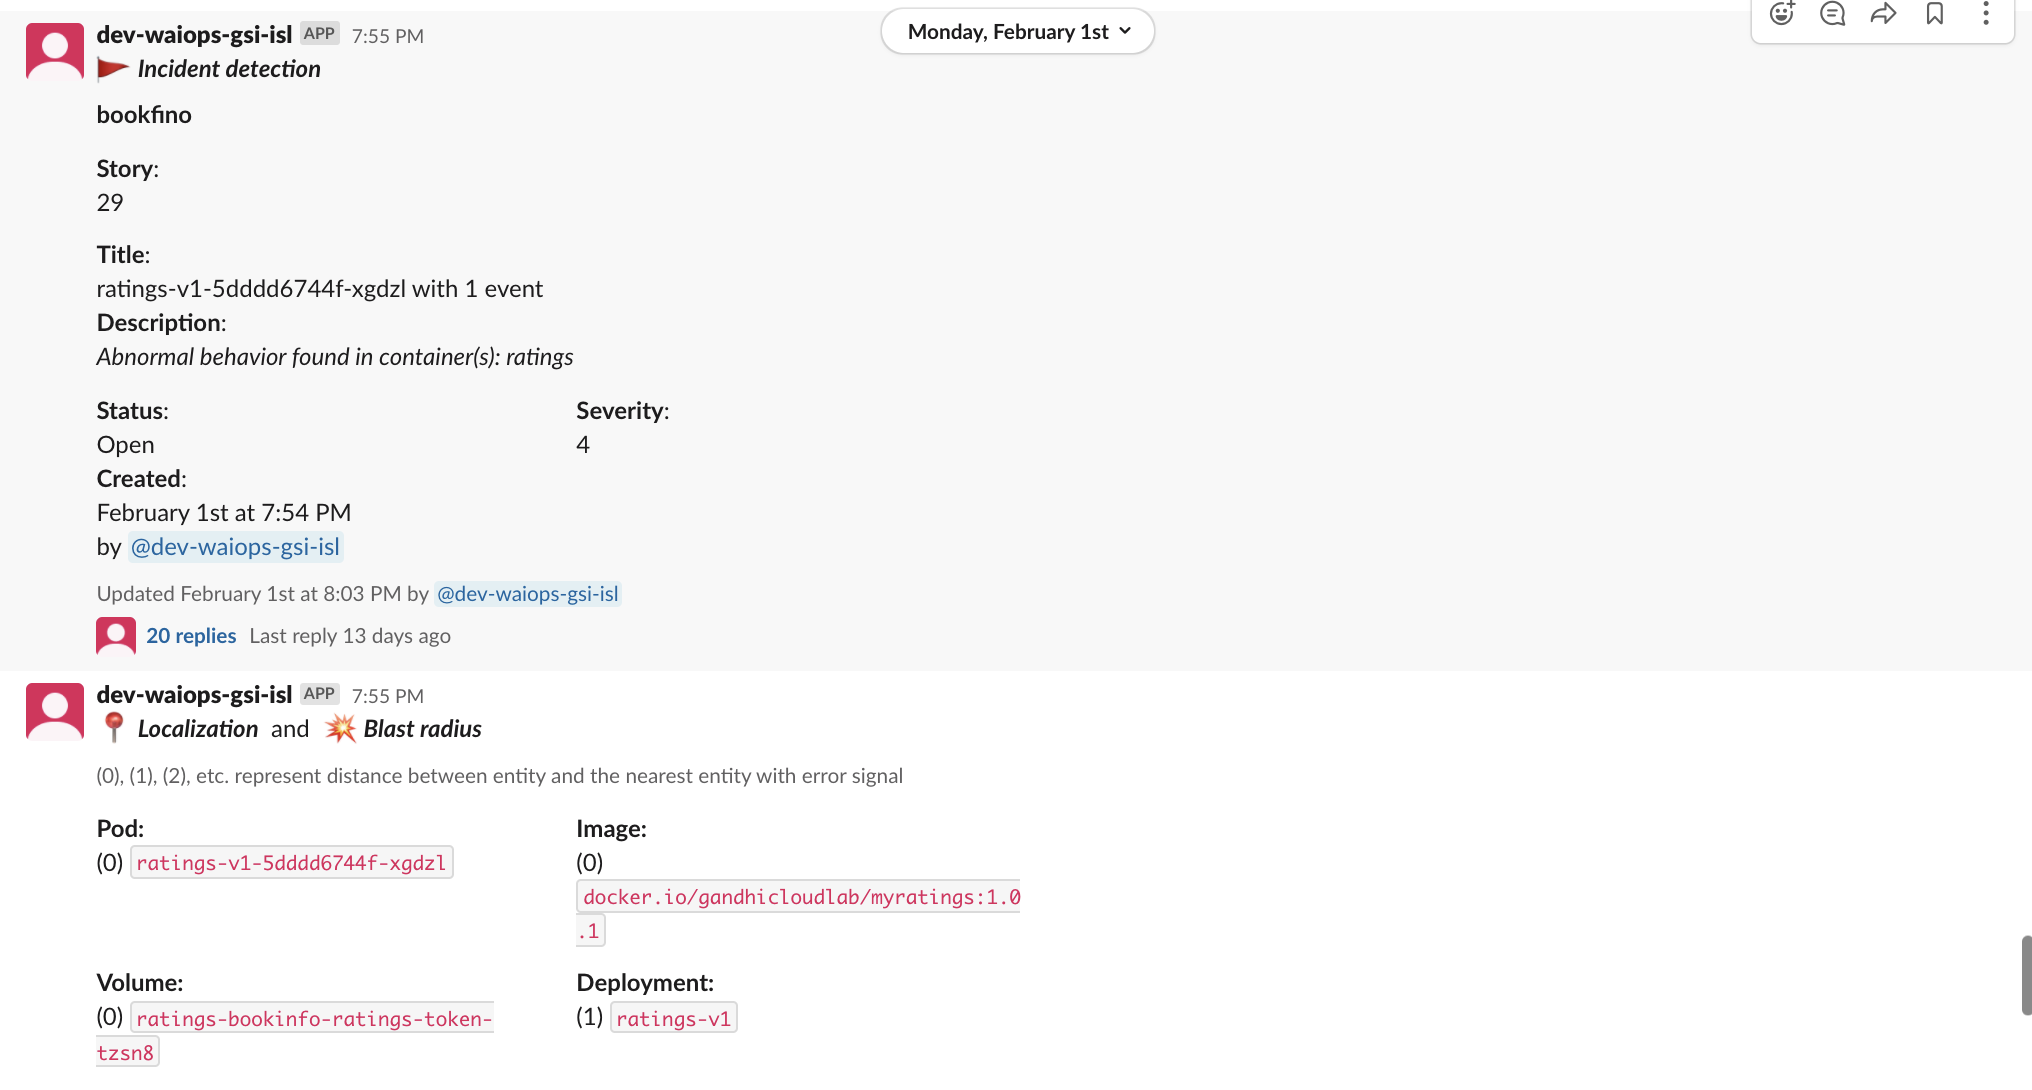 dev-waiops-gsi-isl APP 7:55 PM
Monday, February 1st
Incident detection
bookfino
Story:
29
Title:
ratings-v1-5dddd6744f-xgdzl with 1 event
Description:
Abnormal behavior found in container(s): ratings
Status: Severity:
Open 4
Created:
February 1st at 7:54 PM
by @dev-waiops-gsi-isl
Updated February 1st at 8:03 PM by @dev-waiops-gsi-isl
20 replies Last reply 13 days ago
dev-waiops-gsi-isl APP 7:55 PM
Localization and Blast radius
(0), (1), (2), etc. represent distance between entity and the nearest entity with error signal
Pod: Image:
(0) ratings-v1-5dddd6744f-xgdzl (0)
docker.io/gandhicloudlab/myratings:1.0
.1
Volume: Deployment:
(0) ratings-bookinfo-ratings-token- (1) ratings-v1
tzsn8